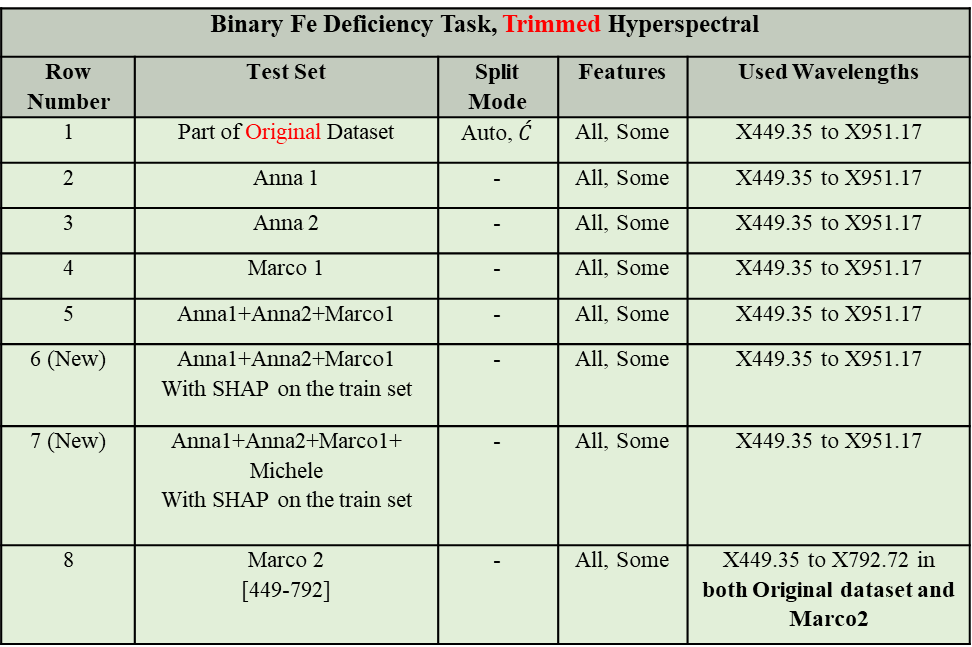 Binary Fe Deficiency Task, Trimmed Hyperspectral
Row Number Test Set Split Mode Features Used Wavelengths
1 Part of Original Dataset Auto, Ć All, Some X449.35 to X951.17
2 Anna 1 - All, Some X449.35 to X951.17
3 Anna 2 - All, Some X449.35 to X951.17
4 Marco 1 - All, Some X449.35 to X951.17
5 Anna1+Anna2+Marco1 - All, Some X449.35 to X951.17
6 (New) Anna1+Anna2+Marco1 - All, Some X449.35 to X951.17
With SHAP on the train set
7 (New) Anna1+Anna2+Marco1+ - All, Some X449.35 to X951.17
Michele
With SHAP on the train set
8 Marco 2 - All, Some X449.35 to X792.72 in
[449-792] both Original dataset and
Marco2